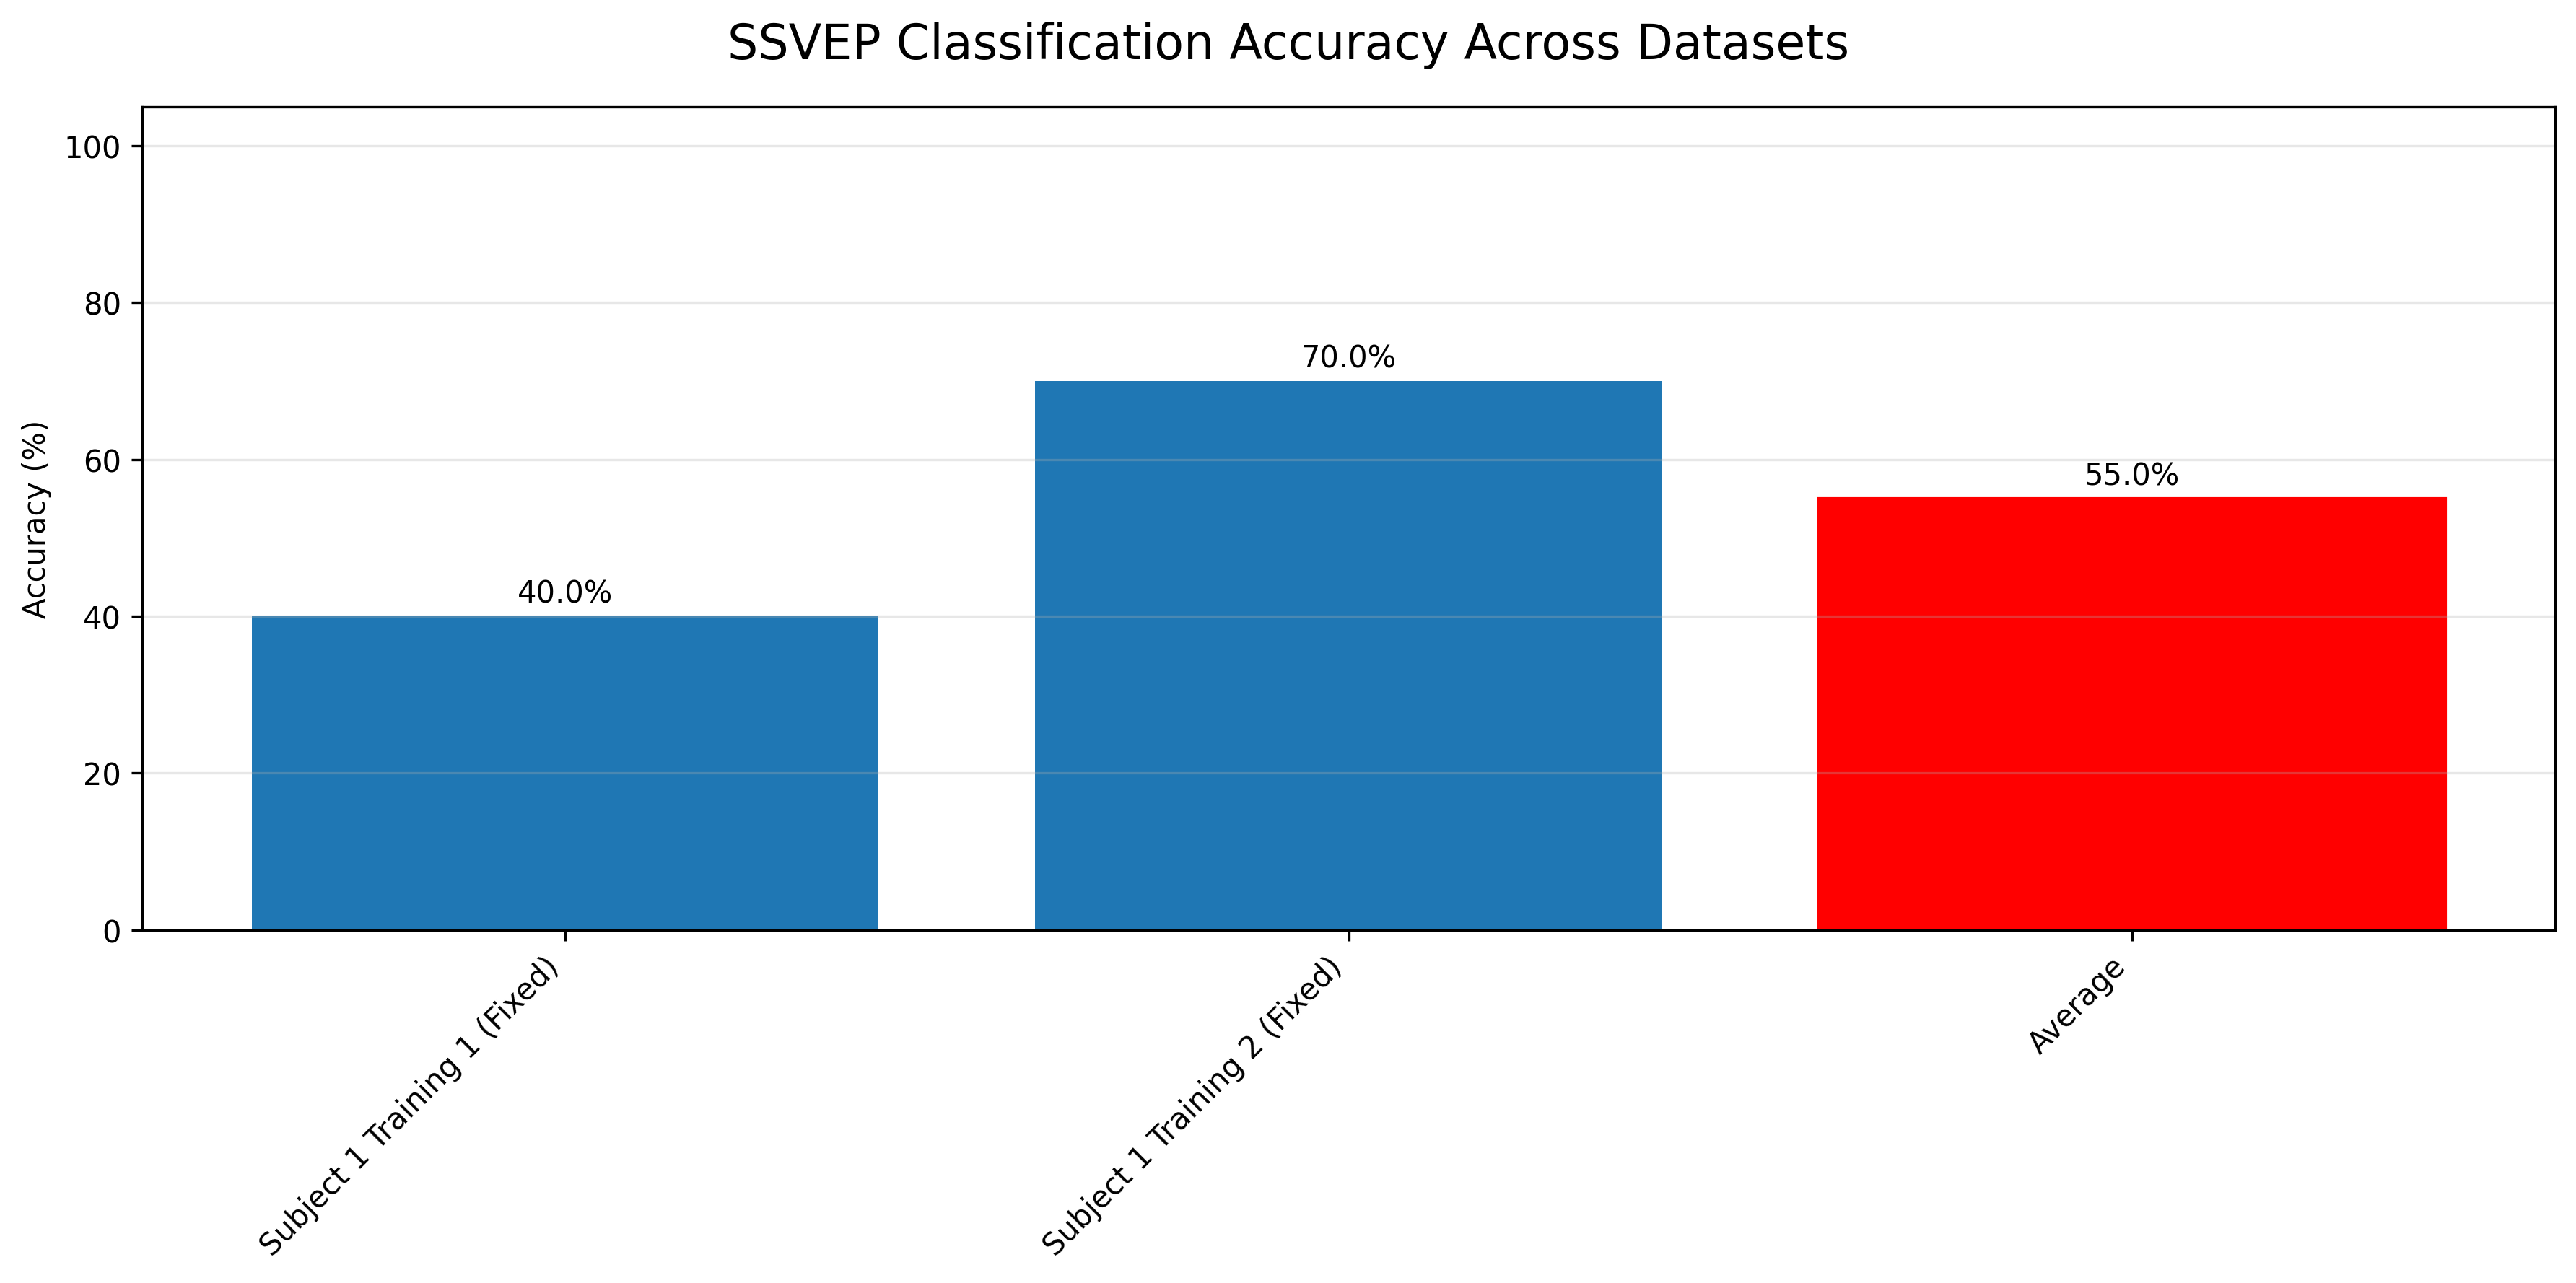 SSVEP Classification Accuracy Across Datasets
Accuracy (%)
100
80
60
40
20
0
40.0%
70.0%
55.0%
Subject 1 Training 1 (Fixed)
Subject 1 Training 2 (Fixed)
Average